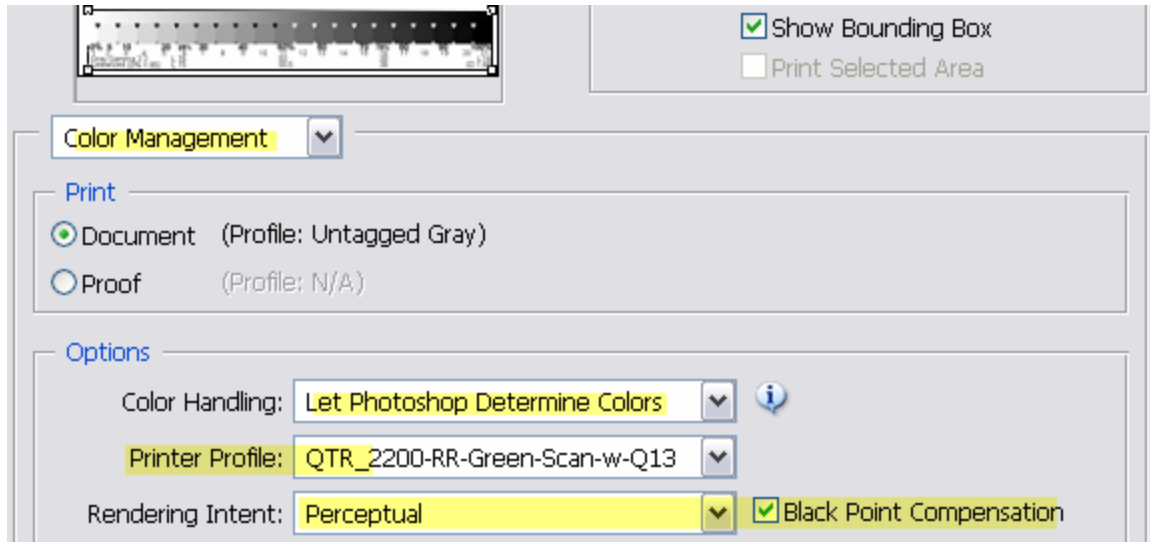 Show Bounding Box
Print Selected Area
Color Management
Print
Document (Profile: Untagged Gray)
Proof (Profile: N/A)
Options
Color Handling: Let Photoshop Determine Colors
Printer Profile: QTR_2200-RR-Green-Scan-w-Q13
Rendering Intent: Perceptual Black Point Compensation